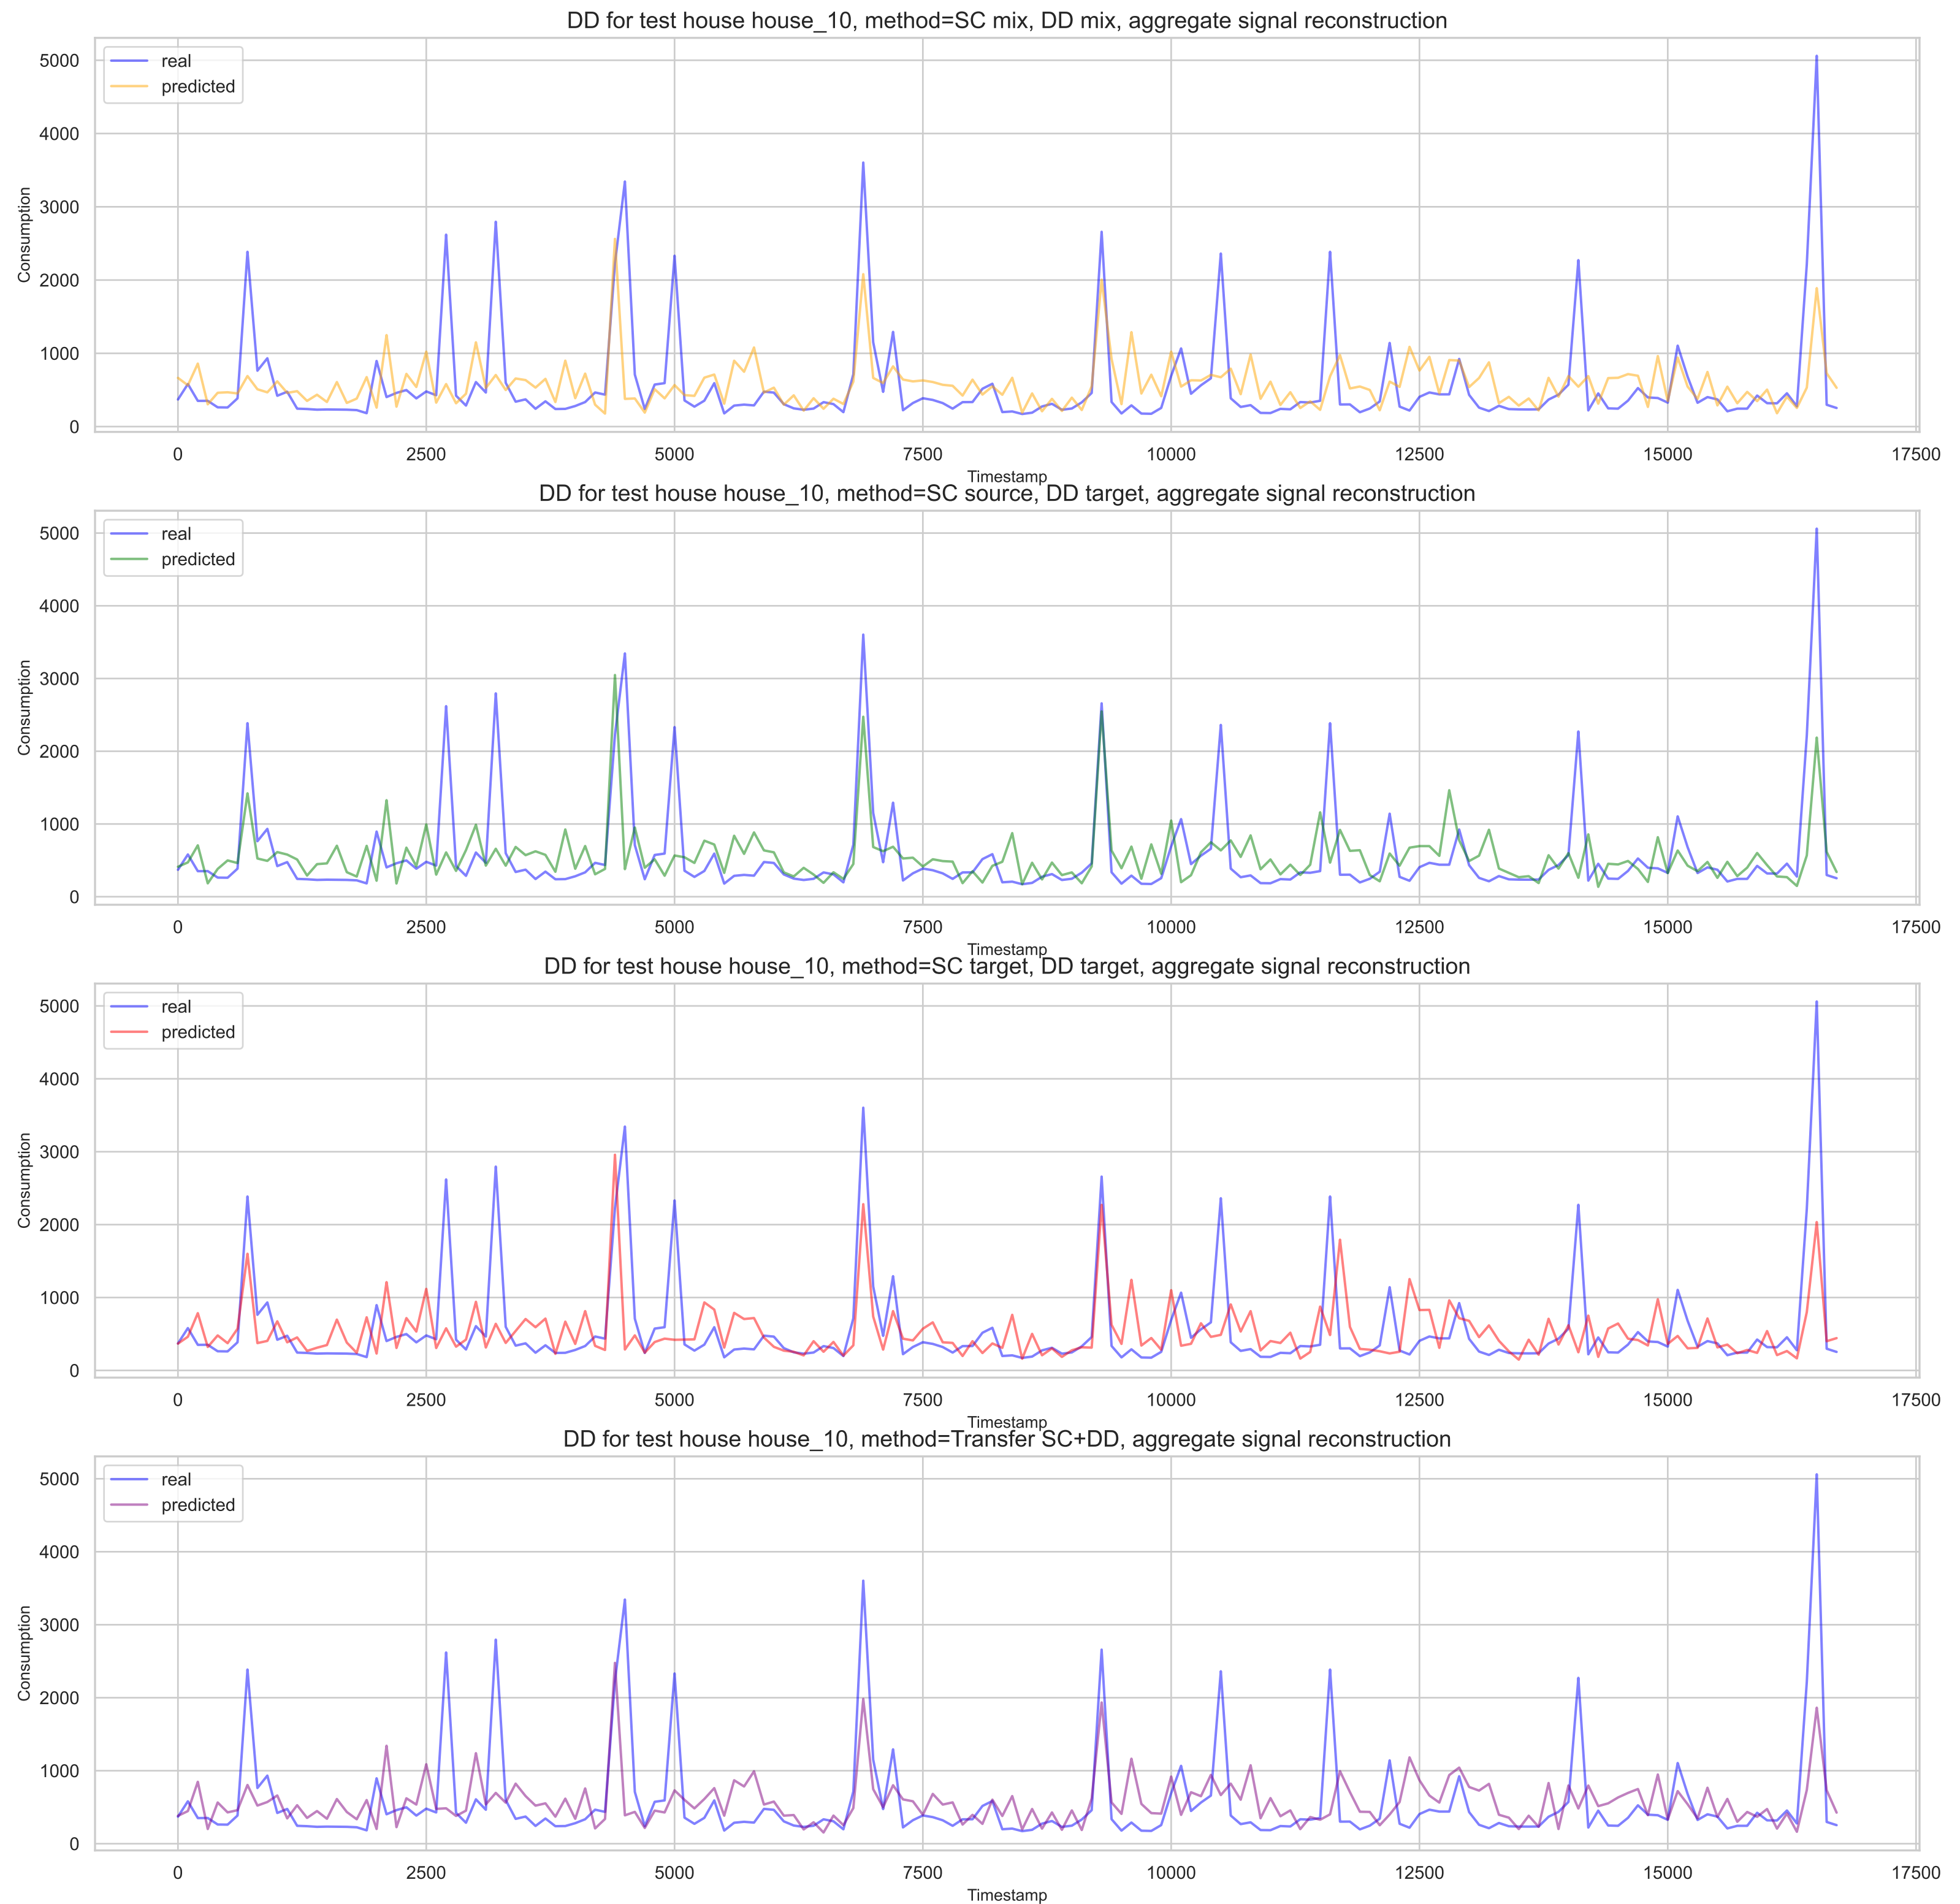 DD for test house house_10, method=SC mix, DD mix, aggregate signal reconstruction
real
predicted
5000
4000
3000
2000
1000
0
Consumption
0 2500 5000 7500 10000 12500 15000 17500
Timestamp
DD for test house house_10, method=SC source, DD target, aggregate signal reconstruction
real
predicted
5000
4000
3000
2000
1000
0
Consumption
0 2500 5000 7500 10000 12500 15000 17500
Timestamp
DD for test house house_10, method=SC target, DD target, aggregate signal reconstruction
real
predicted
5000
4000
3000
2000
1000
0
Consumption
0 2500 5000 7500 10000 12500 15000 17500
Timestamp
DD for test house house_10, method=Transfer SC+DD, aggregate signal reconstruction
real
predicted
5000
4000
3000
2000
1000
0
Consumption
0 2500 5000 7500 10000 12500 15000 17500
Timestamp